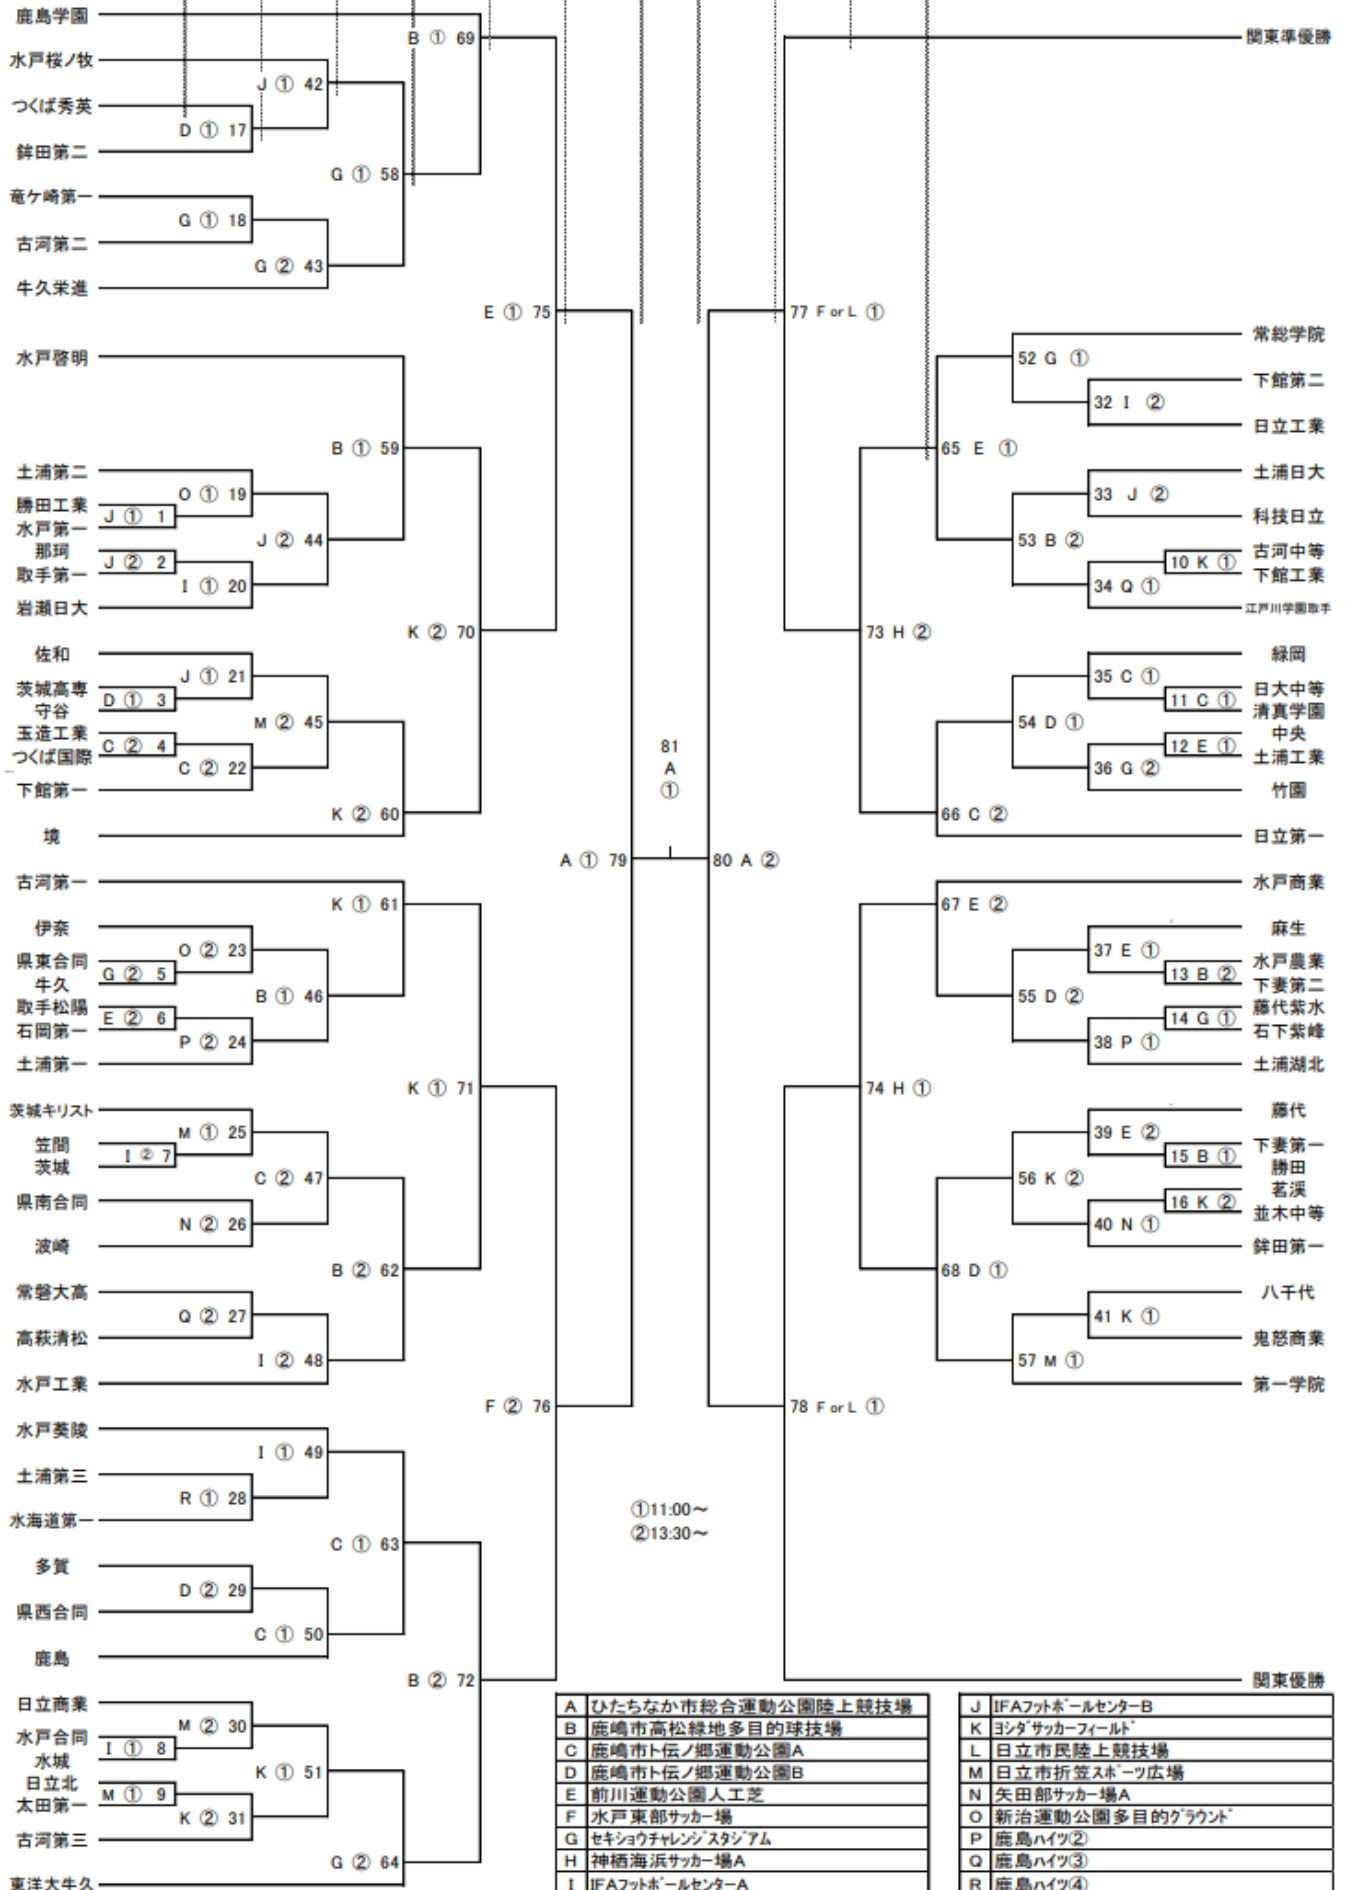 鹿島学園
B ① 69
関東準優勝
水戸桜ノ牧
J ① 42
つくば秀英
D ① 17
鉾田第二
G ① 58
竜ケ崎第一
G ① 18
古河第二
G ② 43
牛久栄進
E ① 75
77 F or L ①
常総学院
水戸啓明
52 G ①
下館第二
32 I ②
日立工業
B ① 59
65 E ①
土浦第二
土浦日大
O ① 19
33 J ②
勝田工業
J ① 1
水戸第一
科技日立
J ② 44
53 B ②
那珂
J ② 2
取手第一
古河中等
10 K ①
下館工業
I ① 20
34 Q ①
岩瀬日大
江戸川学園取手
K ② 70
73 H ②
佐和
緑岡
J ① 21
35 C ①
茨城高専
D ① 3
守谷
日大中等
11 C ①
清真学園
M ② 45
54 D ①
玉造工業
C ② 4
つくば国際
中央
12 E ①
土浦工業
C ② 22
36 G ②
下館第一
竹園
81
A
①
K ② 60
66 C ②
境
日立第一
A ① 79
80 A ②
古河第一
水戸商業
K ① 61
67 E ②
伊奈
麻生
O ② 23
37 E ①
県東合同
G ② 5
牛久
水戸農業
13 B ②
下妻第二
B ① 46
55 D ②
取手松陽
E ② 6
石岡第一
藤代紫水
14 G ①
石下紫峰
P ② 24
38 P ①
土浦第一
土浦湖北
K ① 71
74 H ①
茨城キリスト
藤代
M ① 25
39 E ②
笠間
I ② 7
茨城
下妻第一
15 B ①
勝田
C ② 47
56 K ②
茗溪
16 K ②
並木中等
県南合同
N ② 26
40 N ①
波崎
鉾田第一
B ② 62
68 D ①
常磐大高
八千代
Q ② 27
41 K ①
高萩清松
鬼怒商業
I ② 48
57 M ①
水戸工業
第一学院
F ② 76
78 F or L ①
水戸葵陵
I ① 49
土浦第三
R ① 28
水海道第一
①11:00～
②13:30～
C ① 63
多賀
D ② 29
県西合同
C ① 50
鹿島
B ② 72
関東優勝
日立商業
M ② 30
水戸合同
I ① 8
水城
K ① 51
日立北
M ① 9
太田第一
K ② 31
古河第三
G ② 64
東洋大牛久
A ひたちなか市総合運動公園陸上競技場
B 鹿嶋市高松緑地多目的球技場
C 鹿嶋市ト伝ノ郷運動公園A
D 鹿嶋市ト伝ノ郷運動公園B
E 前川運動公園人工芝
F 水戸東部サッカー場
G セキショウチャレンジスタジアム
H 神栖海浜サッカー場A
I IFAフットボールセンターA
J IFAフットボールセンターB
K ヨシダサッカーフィールド
L 日立市民陸上競技場
M 日立市折笠スポーツ広場
N 矢田部サッカー場A
O 新治運動公園多目的グラウンド
P 鹿島ハイツ②
Q 鹿島ハイツ③
R 鹿島ハイツ④